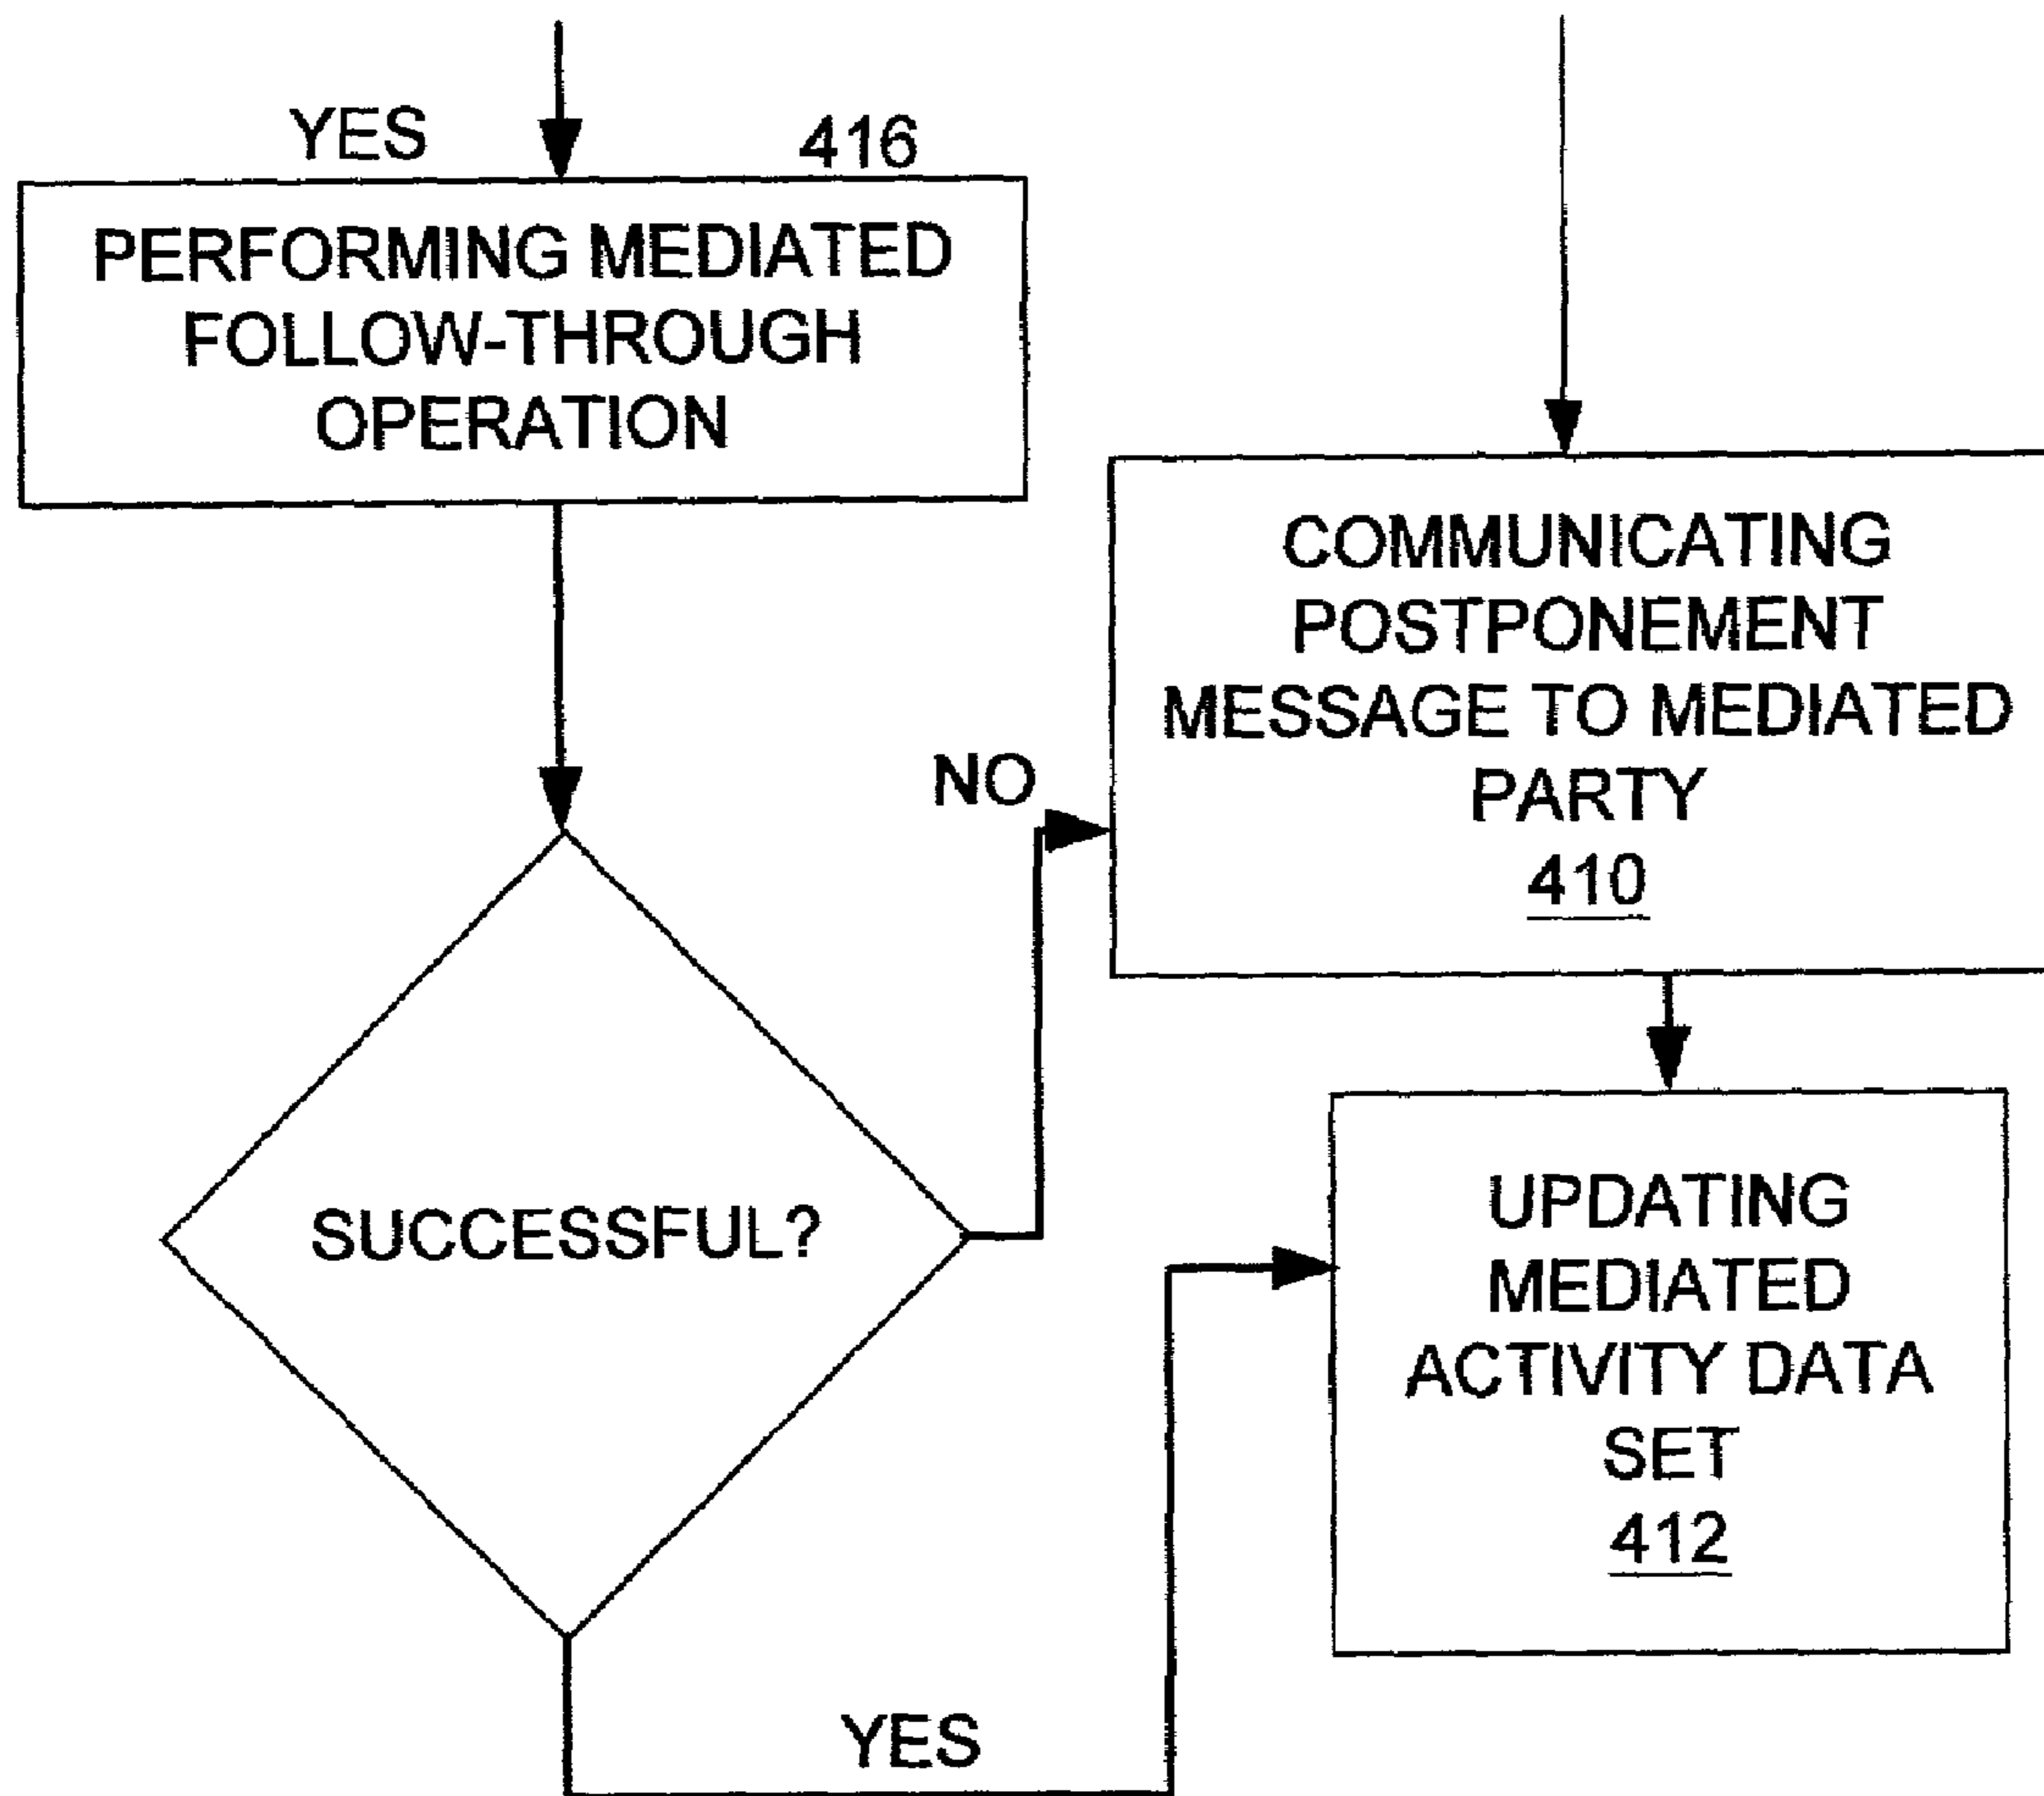 YES
416
PERFORMING MEDIATED
FOLLOW-THROUGH
OPERATION
COMMUNICATING
POSTPONEMENT
MESSAGE TO MEDIATED
PARTY
410
NO
SUCCESSFUL?
UPDATING
MEDIATED
ACTIVITY DATA
SET
412
YES